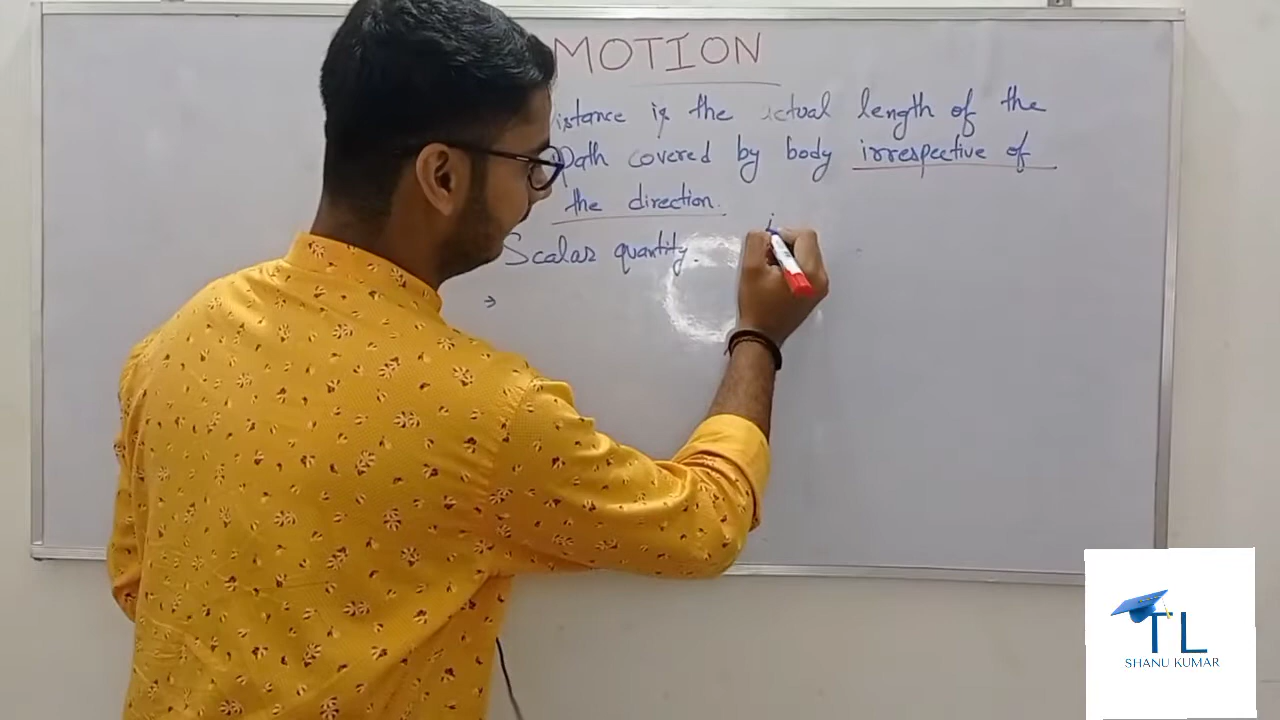 MOTION
istance is the actual length of the
Path covered by body irrespective of
the direction.
Scalar quantity.
→
TL
SHANU KUMAR